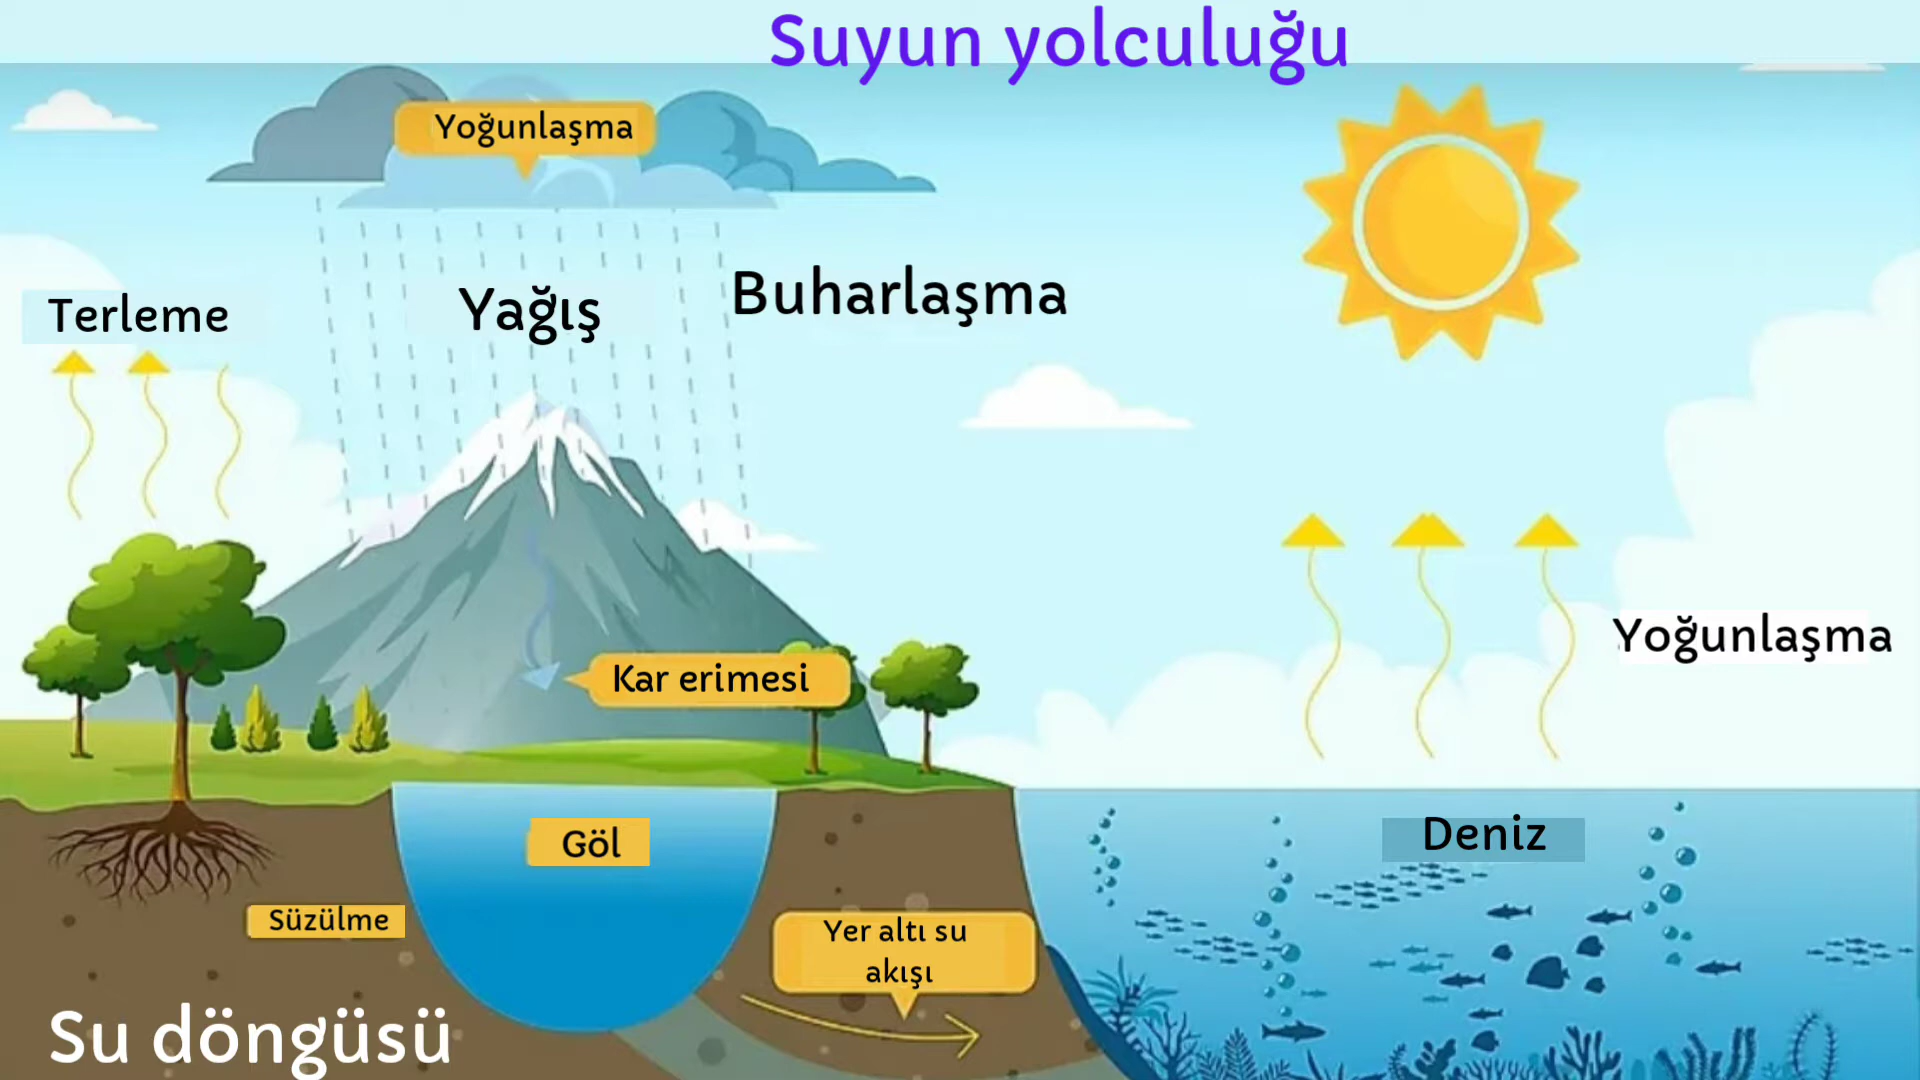 Suyun yolculuğu
Yoğunlaşma
Terleme
Yağış
Buharlaşma
Yoğunlaşma
Kar erimesi
Göl
Deniz
Süzülme
Yer altı su
akışı
Su döngüsü